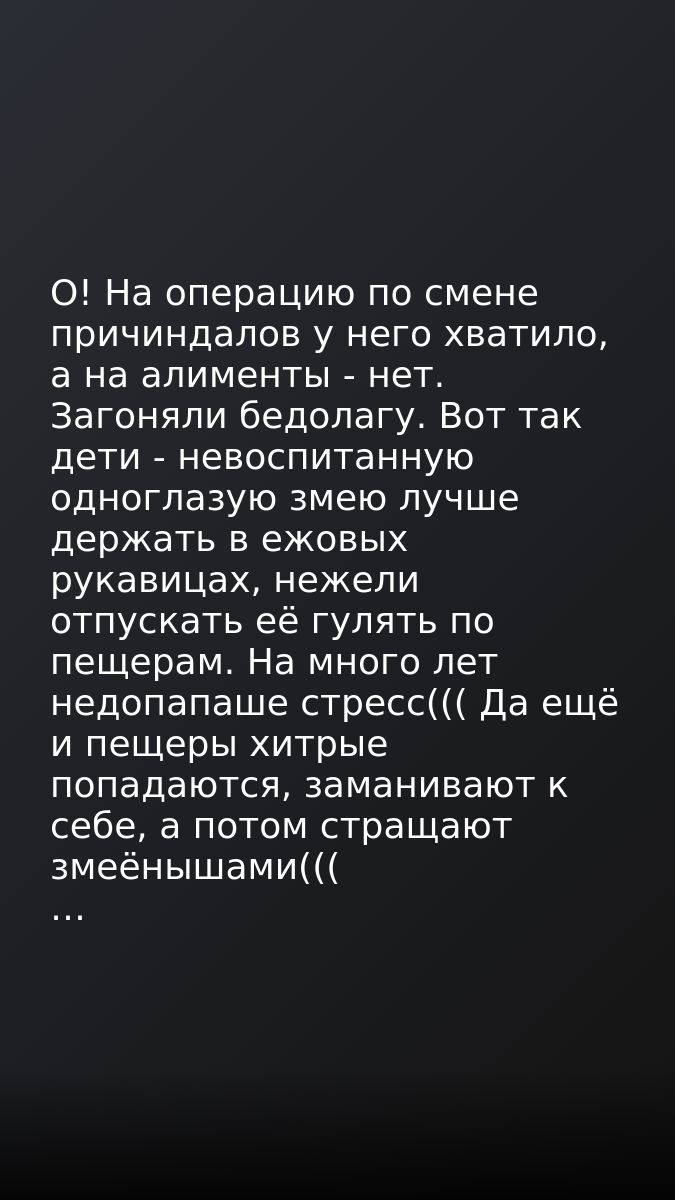 О! На операцию по смене
причиндалов у него хватило,
а на алименты - нет.
Загоняли бедолагу. Вот так
дети - невоспитанную
одноглазую змею лучше
держать в ежовых
рукавицах, нежели
отпускать её гулять по
пещерам. На много лет
недопапаше стресс((( Да ещё
и пещеры хитрые
попадаются, заманивают к
себе, а потом стращают
змеёнышами(((
...